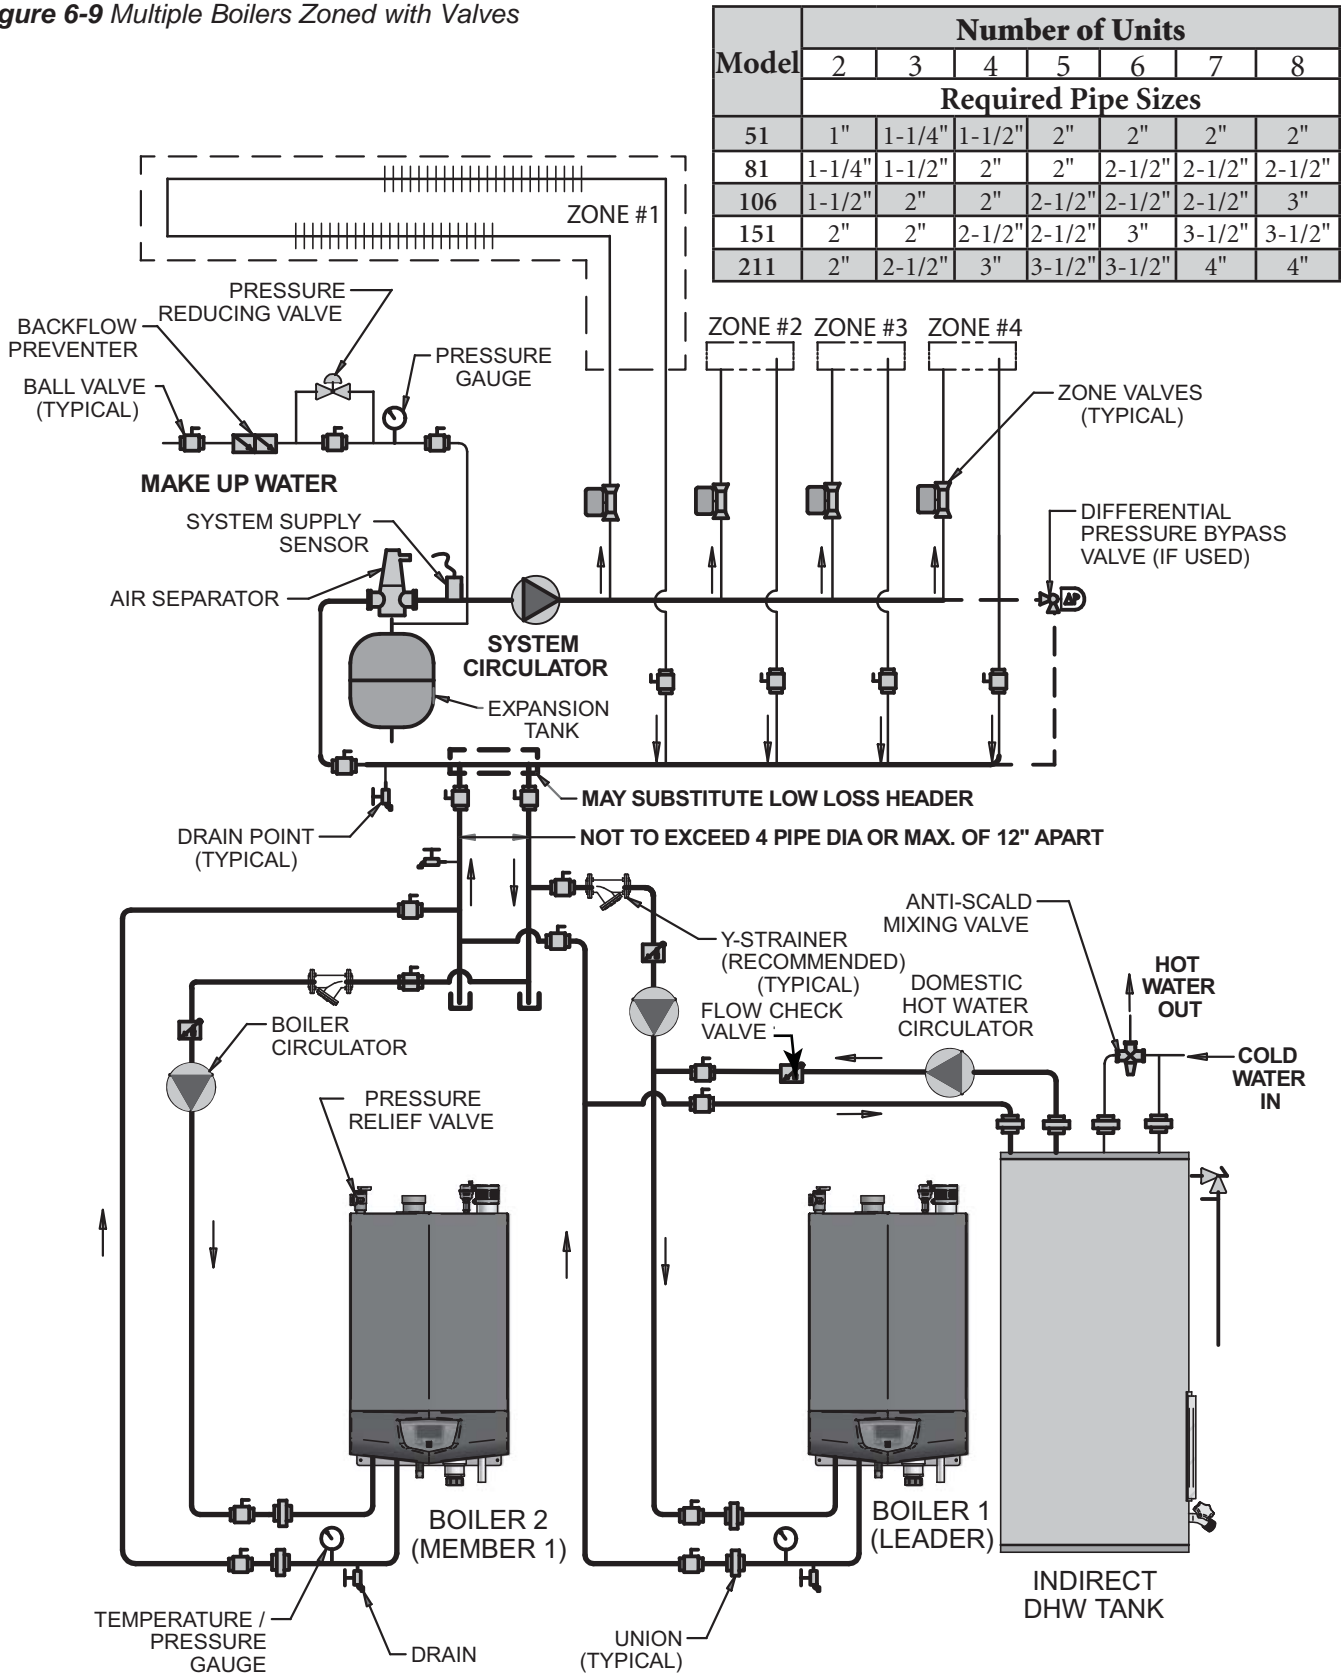 gure 6-9 Multiple Boilers Zoned with Valves
Model
Number of Units
2 3 4 5 6 7 8
Required Pipe Sizes
51 1" 1-1/4" 1-1/2" 2" 2" 2" 2"
81 1-1/4" 1-1/2" 2" 2" 2-1/2" 2-1/2" 2-1/2"
106 1-1/2" 2" 2" 2-1/2" 2-1/2" 2-1/2" 3"
151 2" 2" 2-1/2" 2-1/2" 3" 3-1/2" 3-1/2"
211 2" 2-1/2" 3" 3-1/2" 3-1/2" 4" 4"
ZONE #1
PRESSURE
REDUCING VALVE
BACKFLOW
PREVENTER
BALL VALVE
(TYPICAL)
PRESSURE
GAUGE
ZONE #2
ZONE #3
ZONE #4
ZONE VALVES
(TYPICAL)
MAKE UP WATER
SYSTEM SUPPLY
SENSOR
AIR SEPARATOR
DIFFERENTIAL
PRESSURE BYPASS
VALVE (IF USED)
ΔP
SYSTEM
CIRCULATOR
EXPANSION
TANK
MAY SUBSTITUTE LOW LOSS HEADER
DRAIN POINT
(TYPICAL)
NOT TO EXCEED 4 PIPE DIA OR MAX. OF 12" APART
ANTI-SCALD
MIXING VALVE
Y-STRAINER
(RECOMMENDED)
(TYPICAL)
FLOW CHECK
VALVE
DOMESTIC
HOT WATER
CIRCULATOR
HOT
WATER
OUT
COLD
WATER
IN
BOILER
CIRCULATOR
PRESSURE
RELIEF VALVE
BOILER 2
(MEMBER 1)
BOILER 1
(LEADER)
INDIRECT
DHW TANK
TEMPERATURE /
PRESSURE
GAUGE
DRAIN
UNION
(TYPICAL)